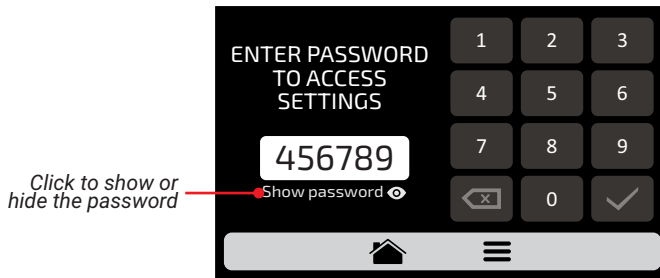 ENTER PASSWORD
TO ACCESS
SETTINGS
456789
Show password
Click to show or
hide the password
1 2 3
4 5 6
7 8 9
0